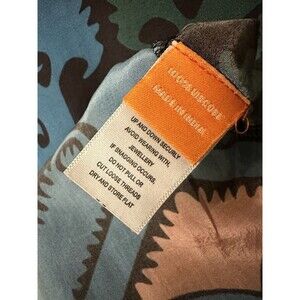 100% VISCOSE
MADE IN INDIA
UP AND DOWN SECURLY
AVOID WEARING WITH,
JEWELLERY
IF SNAGGING OCCURS,
DO NOT PULL OR
CUT LOOSE THREADS
DRY AND STORE FLAT